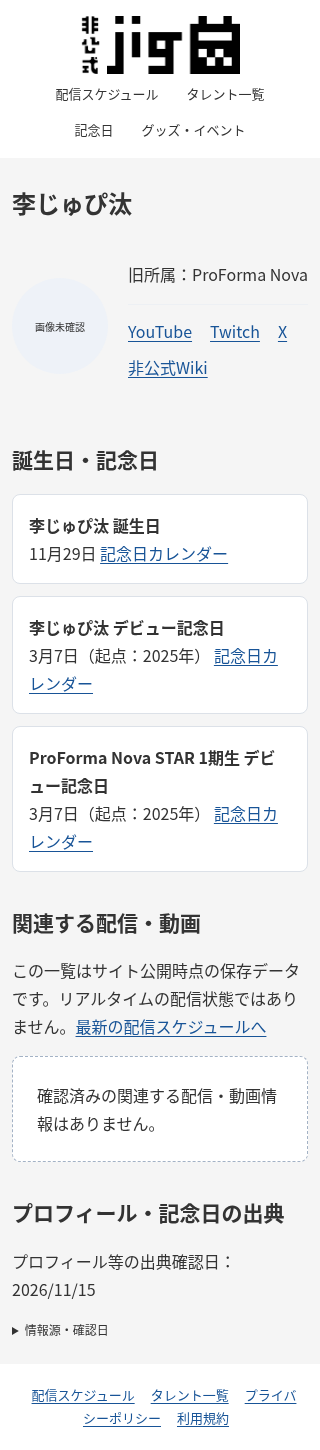 非公式 jig
配信スケジュール タレント一覧
記念日 グッズ・イベント
李じゅぴ汰
画像未確認
旧所属：ProForma Nova
YouTube Twitch X
非公式Wiki
誕生日・記念日
李じゅぴ汰 誕生日
11月29日 記念日カレンダー
李じゅぴ汰 デビュー記念日
3月7日（起点：2025年） 記念日カ
レンダー
ProForma Nova STAR 1期生 デビ
ュー記念日
3月7日（起点：2025年） 記念日カ
レンダー
関連する配信・動画
この一覧はサイト公開時点の保存データ
です。リアルタイムの配信状態ではあり
ません。最新の配信スケジュールへ
確認済みの関連する配信・動画情
報はありません。
プロフィール・記念日の出典
プロフィール等の出典確認日：
2026/11/15
▶ 情報源・確認日
配信スケジュール タレント一覧 プライバ
シーポリシー 利用規約